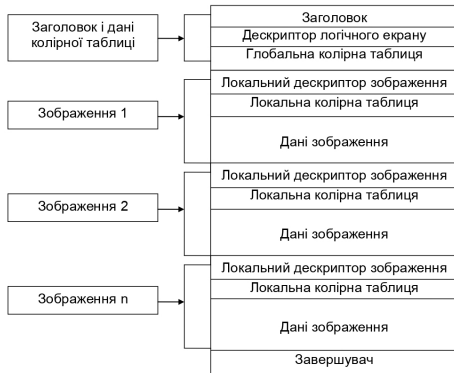 Заголовок і дані
колірної таблиці
Заголовок
Дескриптор логічного екрану
Глобальна колірна таблиця
Зображення 1
Локальний дескриптор зображення
Локальна колірна таблиця
Дані зображення
Зображення 2
Локальний дескриптор зображення
Локальна колірна таблиця
Дані зображення
Зображення n
Локальний дескриптор зображення
Локальна колірна таблиця
Дані зображення
Завершувач